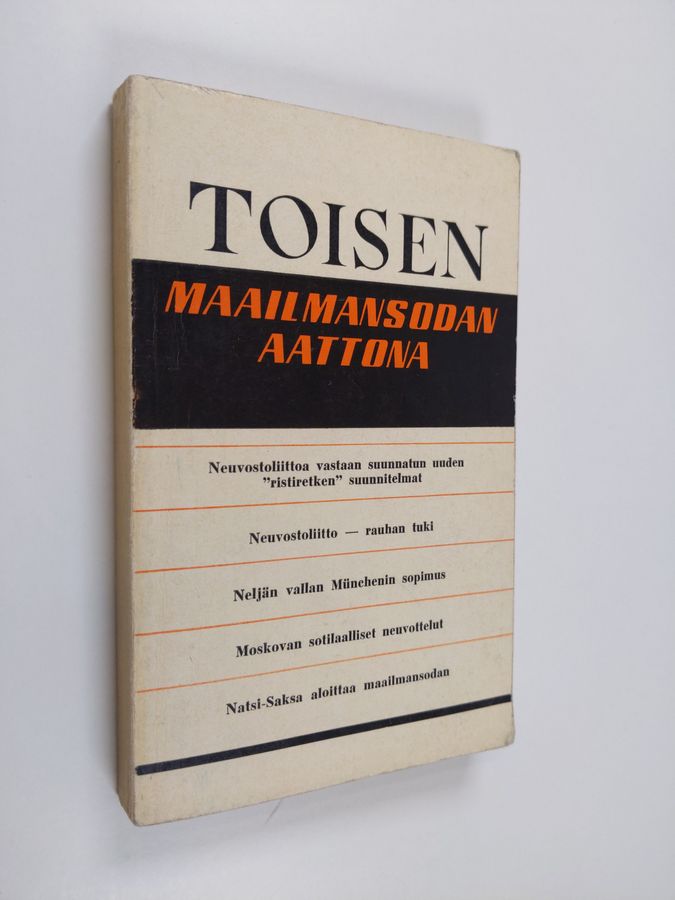 TOISEN
MAAILMANSODAN
AATTONA
Neuvostoliittoa vastaan suunnatun uuden
”ristiretken” suunnitelmat
Neuvostoliitto — rauhan tuki
Neljän vallan Münchenin sopimus
Moskovan sotilaalliset neuvottelut
Natsi-Saksa aloittaa maailmansodan